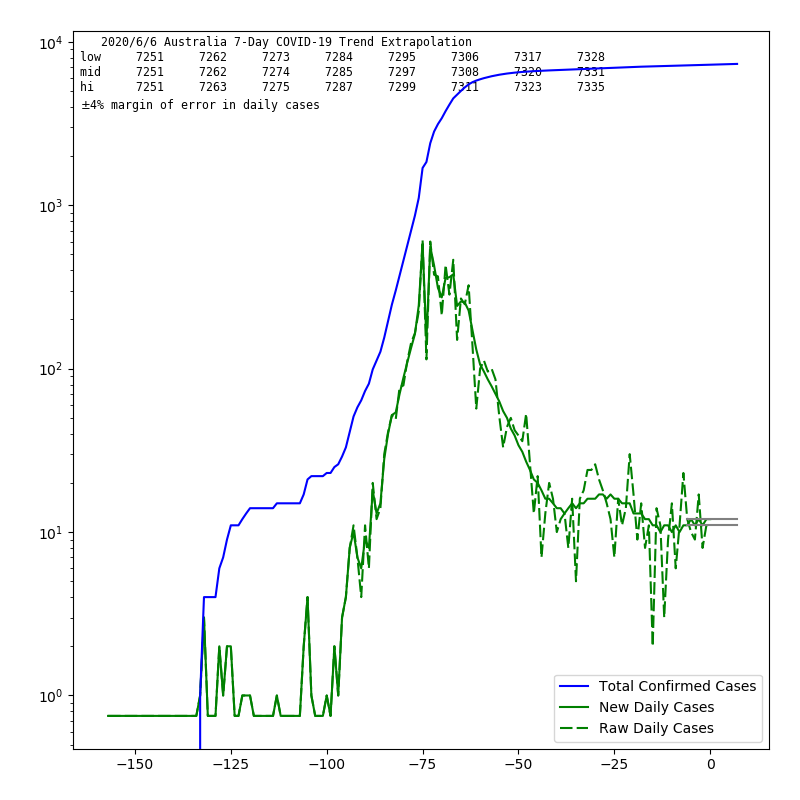 2020/6/6 Australia 7-Day COVID-19 Trend Extrapolation
low 7251 7262 7273 7284 7295 7306 7317 7328
mid 7251 7262 7274 7285 7297 7308 7320 7331
hi 7251 7263 7275 7287 7299 7311 7323 7335
±4% margin of error in daily cases
10⁴
10³
10²
10¹
10⁰
Total Confirmed Cases
New Daily Cases
Raw Daily Cases
−150 −125 −100 −75 −50 −25 0